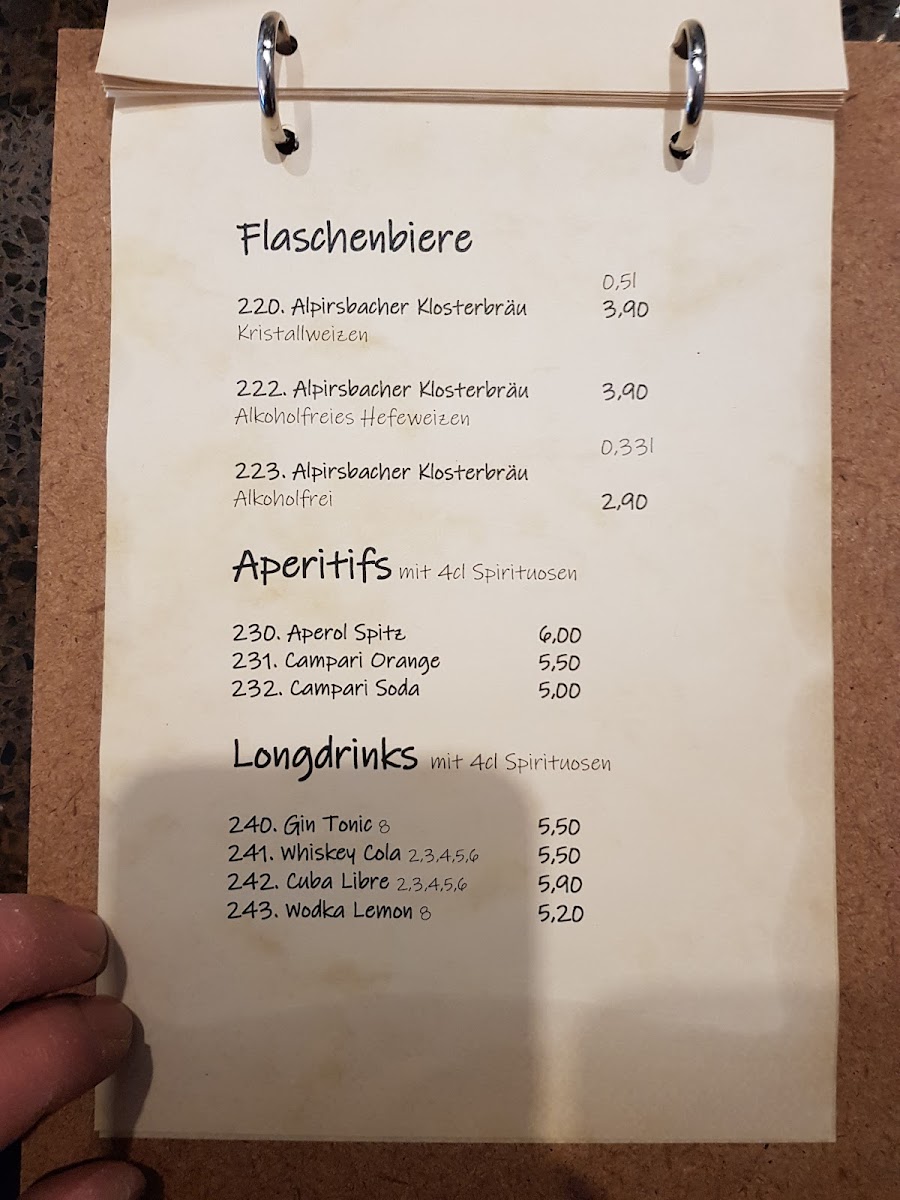 Flaschenbiere
0,5l
220. Alpirsbacher Klosterbräu 3,90
Kristallweizen
222. Alpirsbacher Klosterbräu 3,90
Alkoholfreies Hefeweizen
0,33l
223. Alpirsbacher Klosterbräu
Alkoholfrei 2,90
Aperitifs mit 4cl Spirituosen
230. Aperol Spitz 6,00
231. Campari Orange 5,50
232. Campari Soda 5,00
Longdrinks mit 4cl Spirituosen
240. Gin Tonic 8 5,50
241. Whiskey Cola 2,3,4,5,6 5,50
242. Cuba Libre 2,3,4,5,6 5,90
243. Wodka Lemon 8 5,20